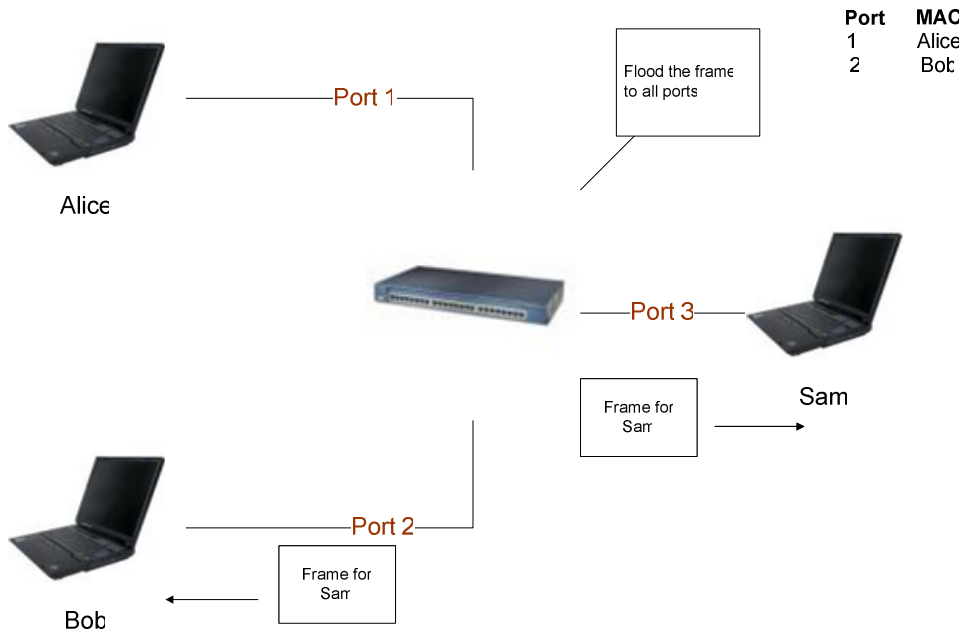 Port MAC
1 Alice
2 Bob
Flood the frame
to all ports
Port 1
Alice
Port 3
Sam
Frame for
Sam
Port 2
Frame for
Sam
Bob